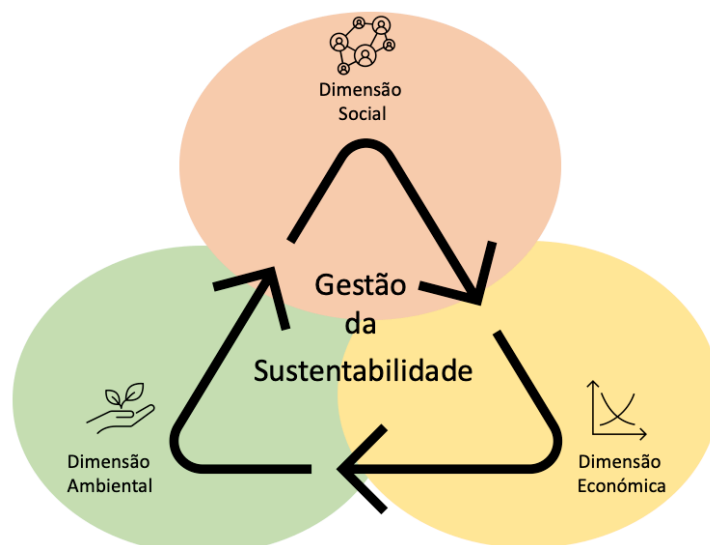 Dimensão
Social
Gestão
da
Sustentabilidade
Dimensão
Ambiental
Dimensão
Económica